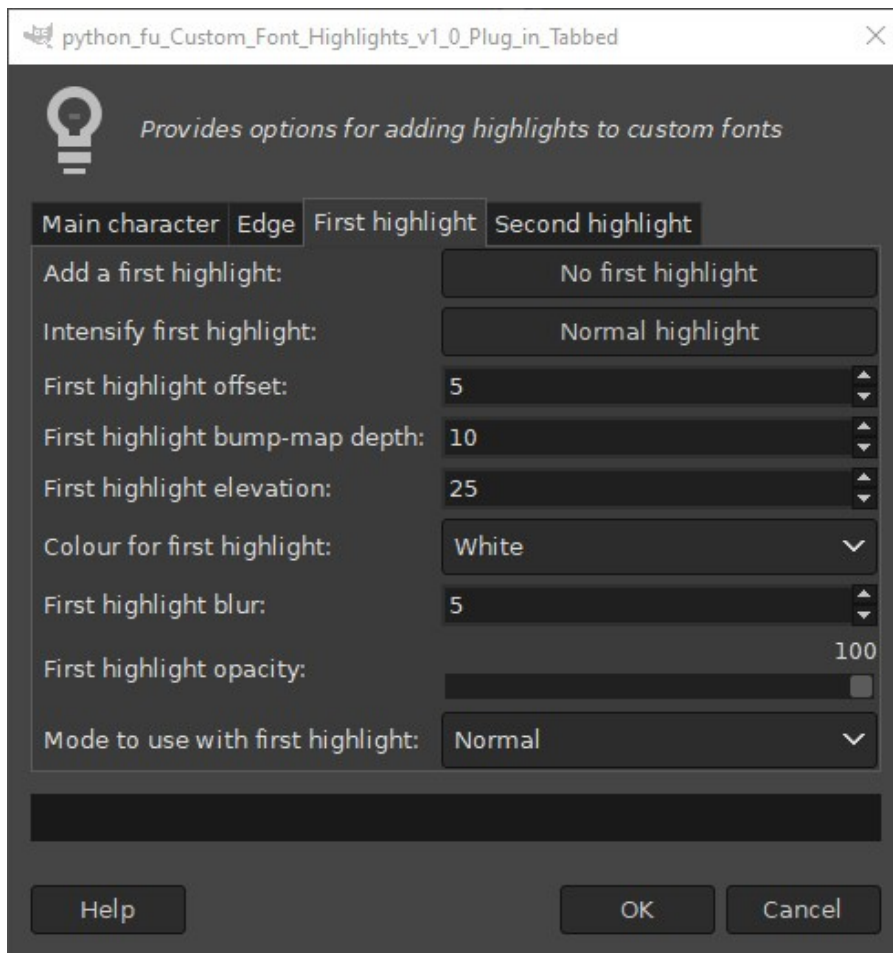 python_fu_Custom_Font_Highlights_v1_0_Plug_in_Tabbed
Provides options for adding highlights to custom fonts
Main character Edge First highlight Second highlight
Add a first highlight: No first highlight
Intensify first highlight: Normal highlight
First highlight offset: 5
First highlight bump-map depth: 10
First highlight elevation: 25
Colour for first highlight: White
First highlight blur: 5
First highlight opacity: 100
Mode to use with first highlight: Normal
Help OK Cancel